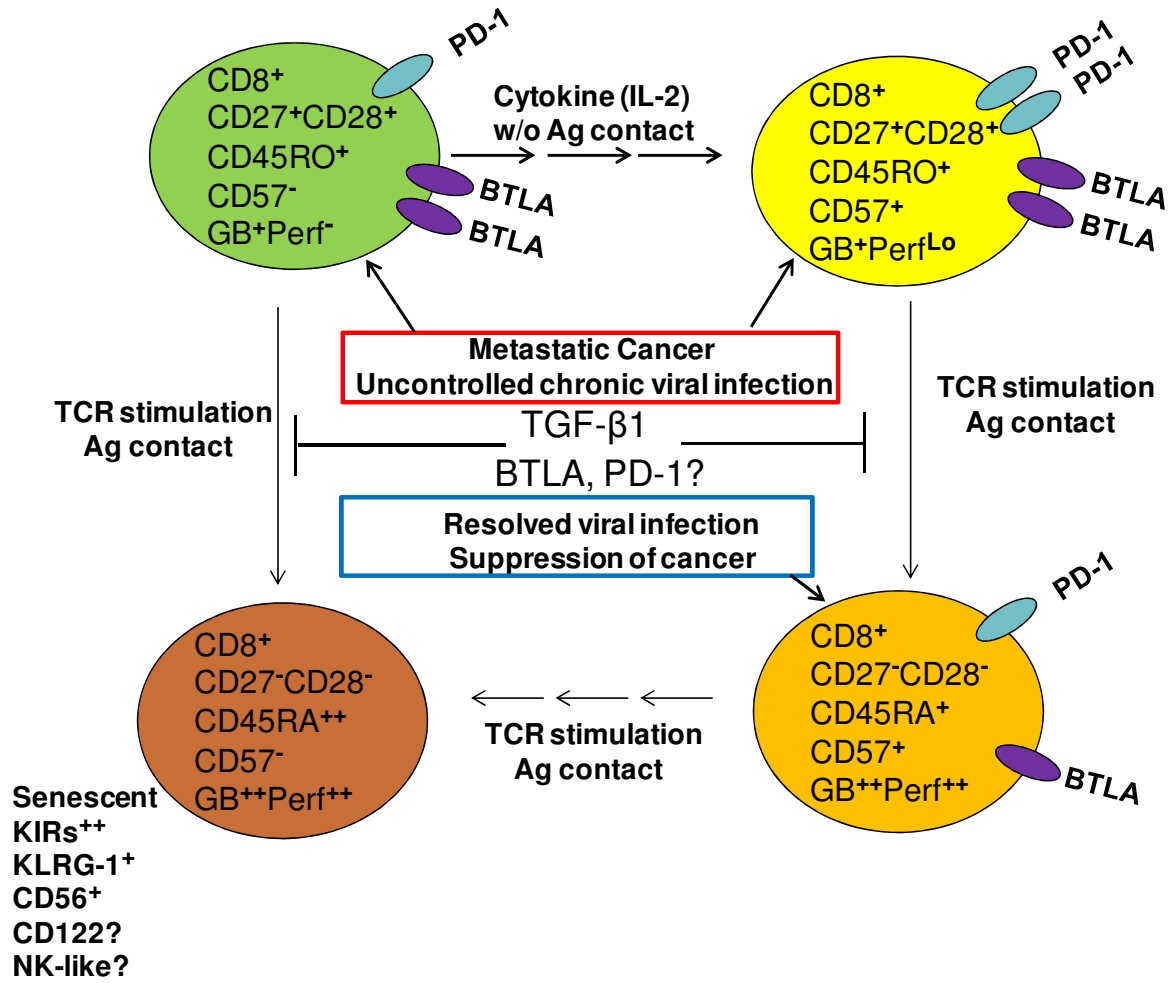 PD-1
CD8+
CD27+CD28+
CD45RO+
CD57-
GB+Perf-
BTLA
BTLA
Cytokine (IL-2)
w/o Ag contact
PD-1
PD-1
CD8+
CD27+CD28+
CD45RO+
CD57+
GB+PerfLo
BTLA
BTLA
Metastatic Cancer
Uncontrolled chronic viral infection
TCR stimulation
Ag contact
TGF-β1
BTLA, PD-1?
TCR stimulation
Ag contact
Resolved viral infection
Suppression of cancer
CD8+
CD27-CD28-
CD45RA++
CD57-
GB++Perf++
TCR stimulation
Ag contact
PD-1
CD8+
CD27-CD28-
CD45RA+
CD57+
GB++Perf++
BTLA
Senescent
KIRs++
KLRG-1+
CD56+
CD122?
NK-like?